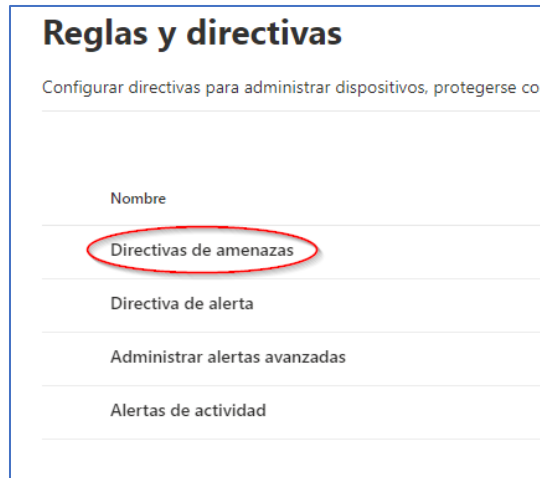 Reglas y directivas
Configurar directivas para administrar dispositivos, protegerse co
Nombre
Directivas de amenazas
Directiva de alerta
Administrar alertas avanzadas
Alertas de actividad